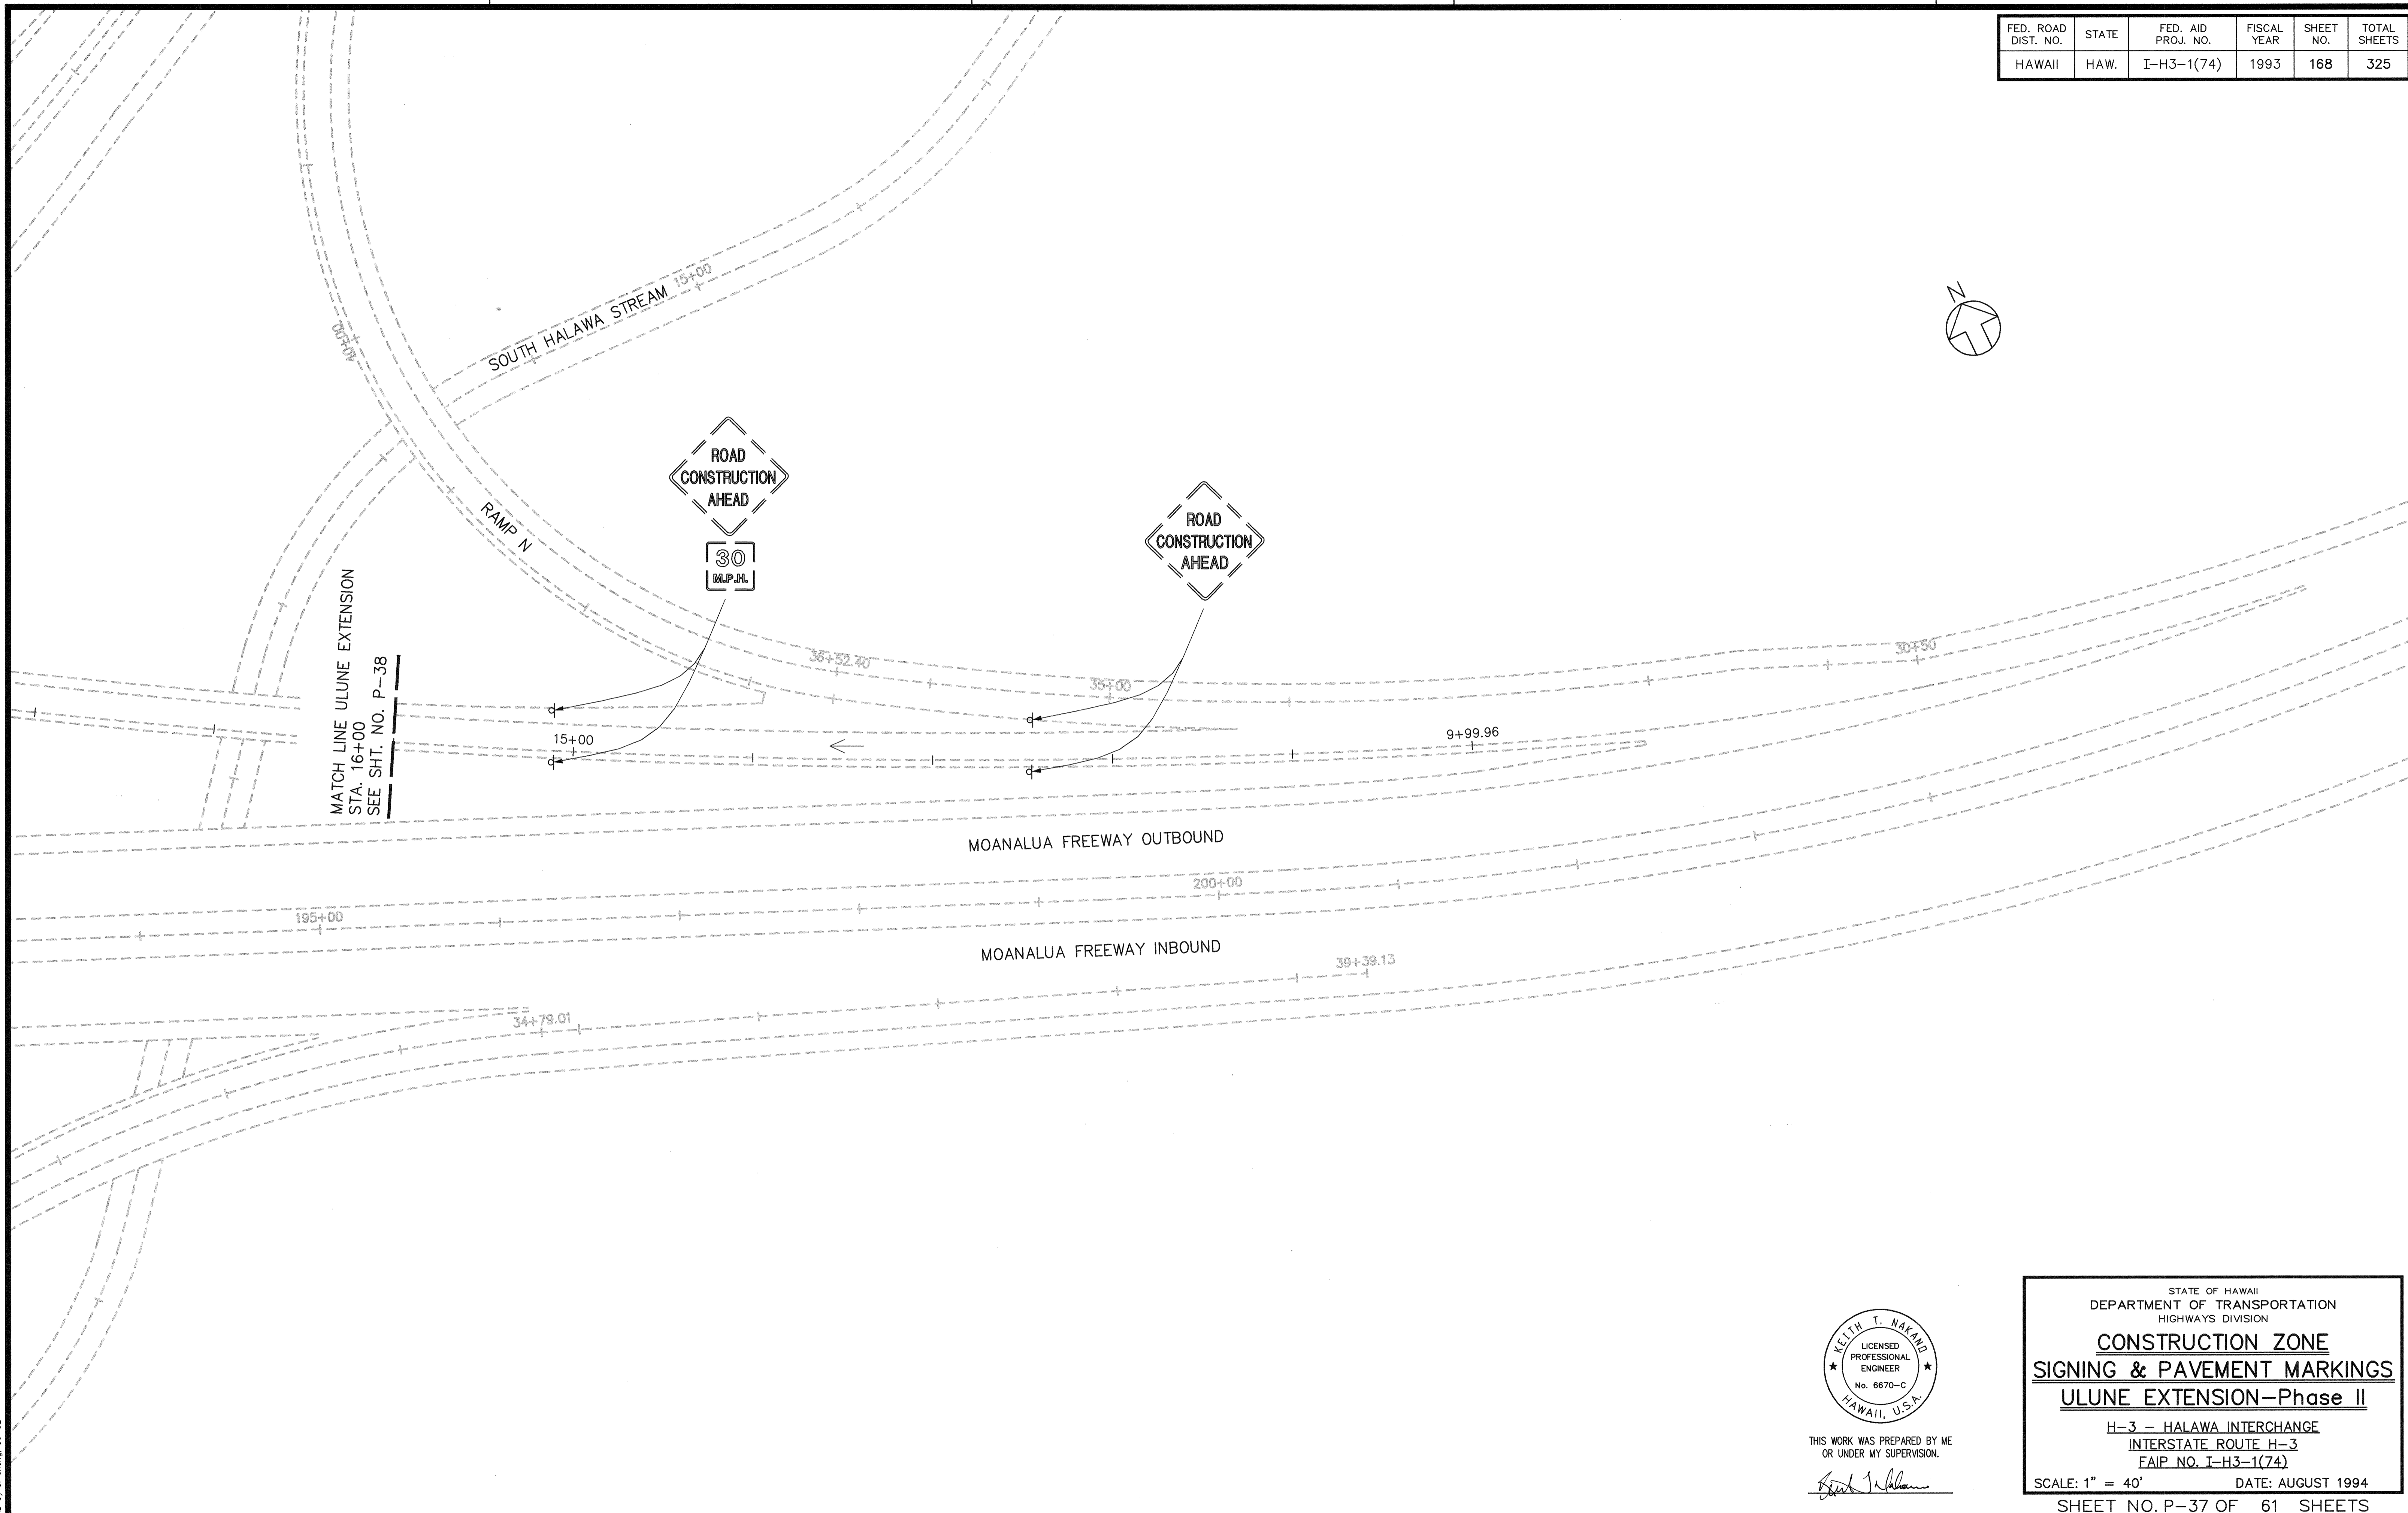 FED. ROAD DIST. NO. STATE FED. AID PROJ. NO. FISCAL YEAR SHEET NO. TOTAL SHEETS
HAWAII HAW. I-H3-1(74) 1993 168 325
N
15+00
SOUTH HALAWA STREAM
40+00
RAMP N
ROAD
CONSTRUCTION
AHEAD
30
M.P.H.
ROAD
CONSTRUCTION
AHEAD
MATCH LINE ULUNE EXTENSION
STA. 16+00
SEE SHT. NO. P-38
36+52.40
35+00
30+50
15+00
9+99.96
MOANALUA FREEWAY OUTBOUND
200+00
195+00
MOANALUA FREEWAY INBOUND
39+39.13
34+79.01
KEITH T. NAKANO
LICENSED
PROFESSIONAL
ENGINEER
No. 6670-C
HAWAII, U.S.A.
THIS WORK WAS PREPARED BY ME
OR UNDER MY SUPERVISION.
STATE OF HAWAII
DEPARTMENT OF TRANSPORTATION
HIGHWAYS DIVISION
CONSTRUCTION ZONE
SIGNING & PAVEMENT MARKINGS
ULUNE EXTENSION-Phase II
H-3 - HALAWA INTERCHANGE
INTERSTATE ROUTE H-3
FAIP NO. I-H3-1(74)
SCALE: 1" = 40' DATE: AUGUST 1994
SHEET NO. P-37 OF 61 SHEETS